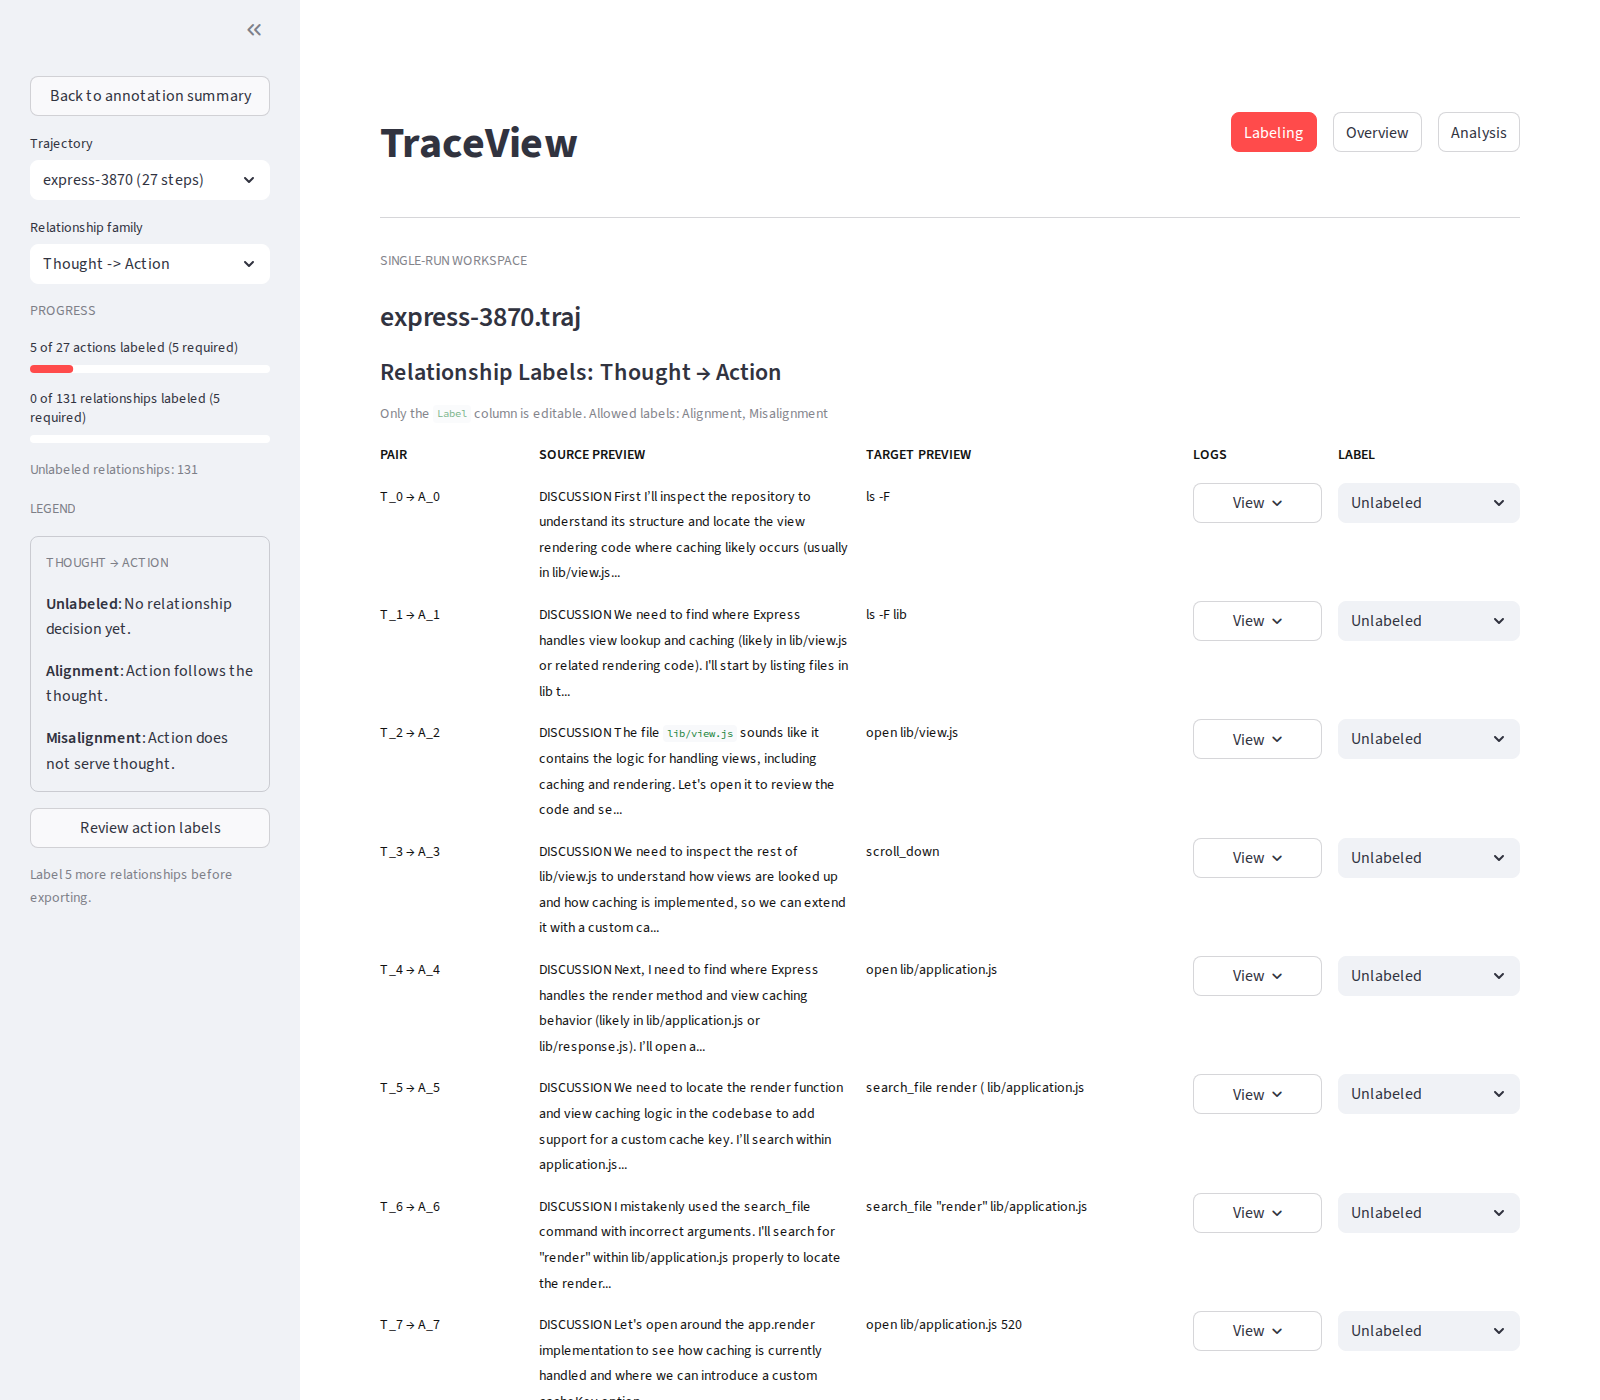 Back to annotation summary
Trajectory
express-3870 (27 steps)
Relationship family
Thought -> Action
PROGRESS
5 of 27 actions labeled (5 required)
0 of 131 relationships labeled (5
required)
Unlabeled relationships: 131
LEGEND
THOUGHT → ACTION
Unlabeled: No relationship
decision yet.
Alignment: Action follows the
thought.
Misalignment: Action does
not serve thought.
Review action labels
Label 5 more relationships before
exporting.
TraceView
Labeling
Overview
Analysis
SINGLE-RUN WORKSPACE
express-3870.traj
Relationship Labels: Thought → Action
Only the Label column is editable. Allowed labels: Alignment, Misalignment
PAIR
SOURCE PREVIEW
TARGET PREVIEW
LOGS
LABEL
T_0 → A_0
DISCUSSION First I'll inspect the repository to
understand its structure and locate the view
rendering code where caching likely occurs (usually
in lib/view.js...
ls -F
View
Unlabeled
T_1 → A_1
DISCUSSION We need to find where Express
handles view lookup and caching (likely in lib/view.js
or related rendering code). I'll start by listing files in
lib t...
ls -F lib
View
Unlabeled
T_2 → A_2
DISCUSSION The file lib/view.js sounds like it
contains the logic for handling views, including
caching and rendering. Let's open it to review the
code and se...
open lib/view.js
View
Unlabeled
T_3 → A_3
DISCUSSION We need to inspect the rest of
lib/view.js to understand how views are looked up
and how caching is implemented, so we can extend
it with a custom ca...
scroll_down
View
Unlabeled
T_4 → A_4
DISCUSSION Next, I need to find where Express
handles the render method and view caching
behavior (likely in lib/application.js or
lib/response.js). I'll open a...
open lib/application.js
View
Unlabeled
T_5 → A_5
DISCUSSION We need to locate the render function
and view caching logic in the codebase to add
support for a custom cache key. I'll search within
application.js...
search_file render ( lib/application.js
View
Unlabeled
T_6 → A_6
DISCUSSION I mistakenly used the search_file
command with incorrect arguments. I'll search for
"render" within lib/application.js properly to locate
the render...
search_file "render" lib/application.js
View
Unlabeled
T_7 → A_7
DISCUSSION Let's open around the app.render
implementation to see how caching is currently
handled and where we can introduce a custom
open lib/application.js 520
View
Unlabeled